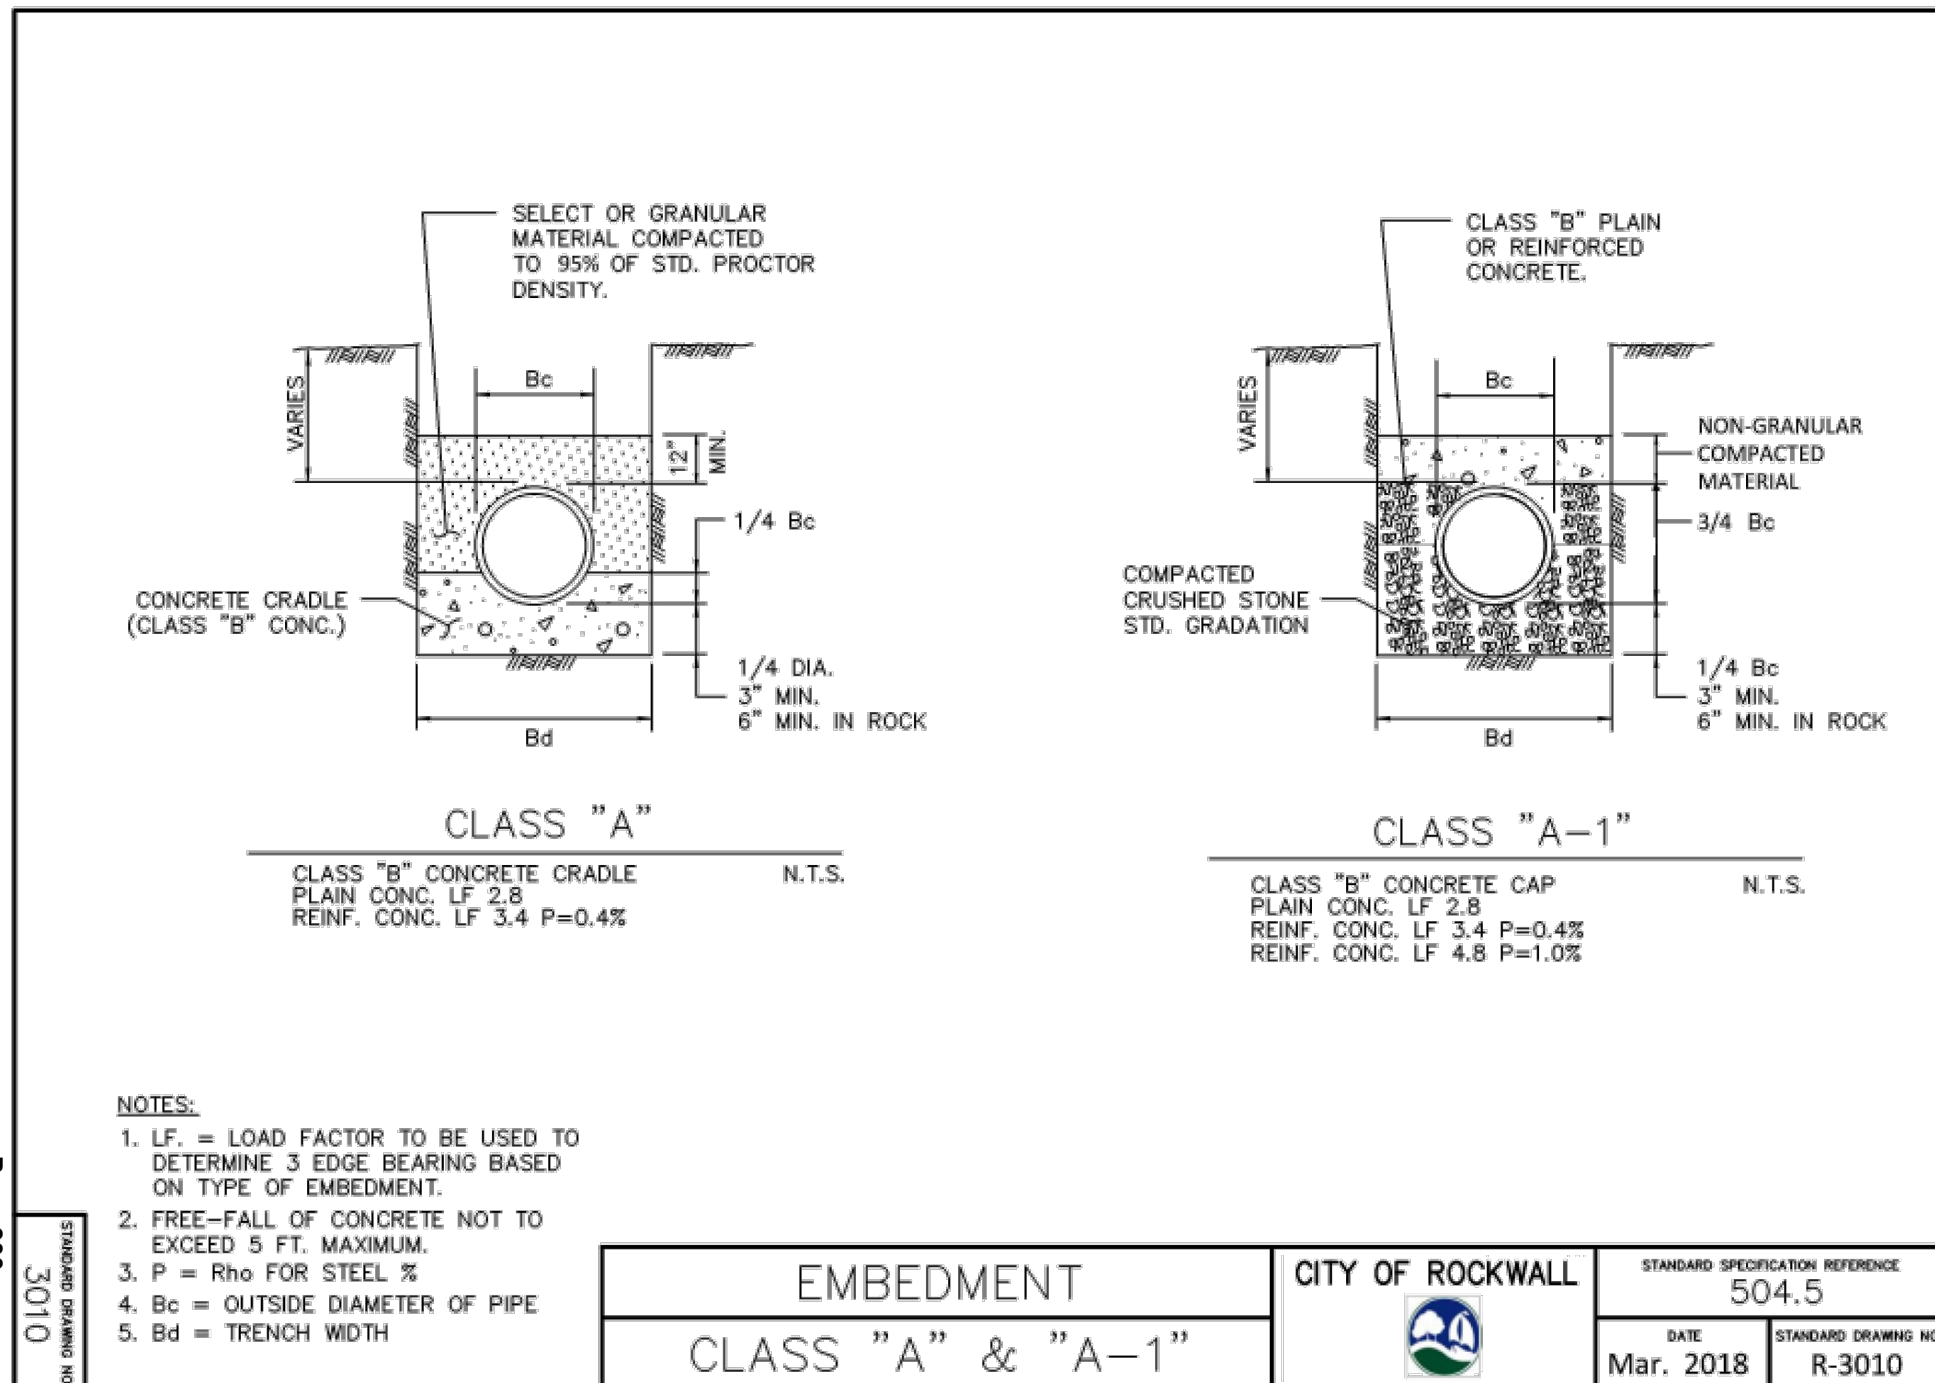 SELECT OR GRANULAR
MATERIAL COMPACTED
TO 95% OF STD. PROCTOR
DENSITY.
VARIES
Bc
12"
MIN.
1/4 Bc
CONCRETE CRADLE
(CLASS "B" CONC.)
1/4 DIA.
3" MIN.
6" MIN. IN ROCK
Bd
CLASS "A"
CLASS "B" CONCRETE CRADLE
N.T.S.
PLAIN CONC. LF 2.8
REINF. CONC. LF 3.4 P=0.4%
CLASS "B" PLAIN
OR REINFORCED
CONCRETE.
VARIES
Bc
NON-GRANULAR
COMPACTED
MATERIAL
3/4 Bc
COMPACTED
CRUSHED STONE
STD. GRADATION
1/4 Bc
3" MIN.
6" MIN. IN ROCK
Bd
CLASS "A-1"
CLASS "B" CONCRETE CAP
N.T.S.
PLAIN CONC. LF 2.8
REINF. CONC. LF 3.4 P=0.4%
REINF. CONC. LF 4.8 P=1.0%
NOTES:
1. LF. = LOAD FACTOR TO BE USED TO
DETERMINE 3 EDGE BEARING BASED
ON TYPE OF EMBEDMENT.
2. FREE-FALL OF CONCRETE NOT TO
EXCEED 5 FT. MAXIMUM.
3. P = Rho FOR STEEL %
4. Bc = OUTSIDE DIAMETER OF PIPE
5. Bd = TRENCH WIDTH
STANDARD DRAWING NO
3010
EMBEDMENT
CLASS "A" & "A-1"
CITY OF ROCKWALL
STANDARD SPECIFICATION REFERENCE
504.5
DATE
Mar. 2018
STANDARD DRAWING NO
R-3010